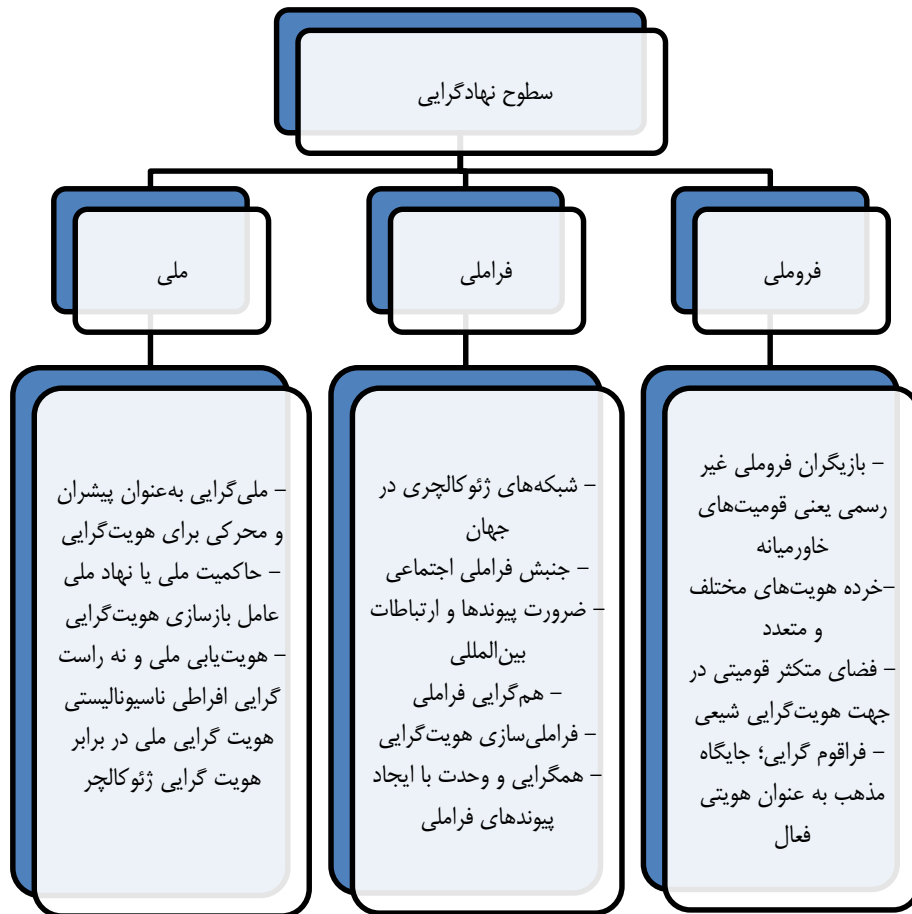 سطوح نهادگرایی
فروملی
فراملی
ملی
– بازیگران فروملی غیر
رسمی یعنی قومیت‌های
خاورمیانه
–خرده هویت‌های مختلف
و متعدد
– فضای متکثر قومیتی در
جهت هویت‌گرایی شیعی
– فراقوم گرایی؛ جایگاه
مذهب به عنوان هویتی
فعال
– شبکه‌های ژئوکالچری در
جهان
– جنبش فراملی اجتماعی
– ضرورت پیوندها و ارتباطات
بین‌المللی
– هم‌گرایی فراملی
– فراملی‌سازی هویت‌گرایی
– همگرایی و وحدت با ایجاد
پیوندهای فراملی
– ملی‌گرایی به‌عنوان پیشران
و محرکی برای هویت‌گرایی
– حاکمیت ملی یا نهاد ملی
عامل بازسازی هویت‌گرایی
– هویت‌یابی ملی و نه راست
گرایی افراطی ناسیونالیستی
هویت گرایی ملی در برابر
هویت گرایی ژئوکالچر